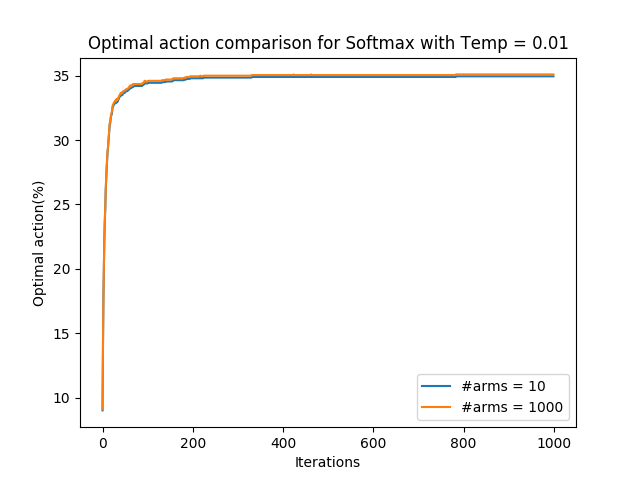 Optimal action comparison for Softmax with Temp = 0.01
Optimal action(%)
35
30
25
20
15
10
0
200
400
600
800
1000
Iterations
#arms = 10
#arms = 1000